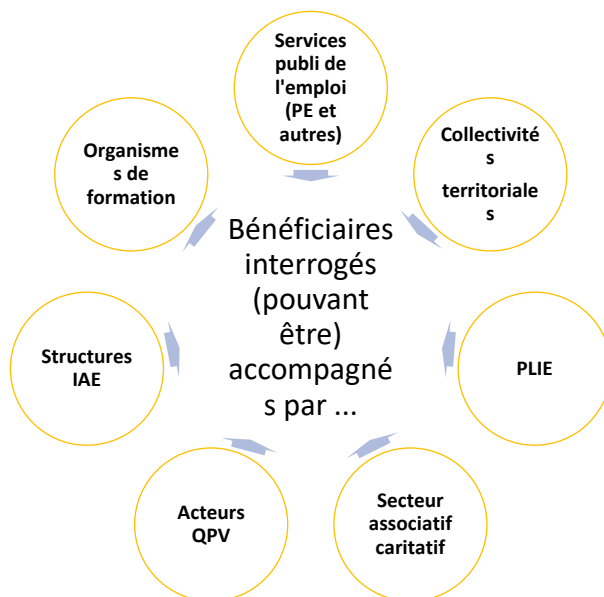 Services
publi de
l'emploi
(PE et
autres)
Collectivité
s
territoriale
s
PLIE
Secteur
associatif
caritatif
Acteurs
QPV
Structures
IAE
Organisme
s de
formation
Bénéficiaires
interrogés
(pouvant
être)
accompagné
s par ...